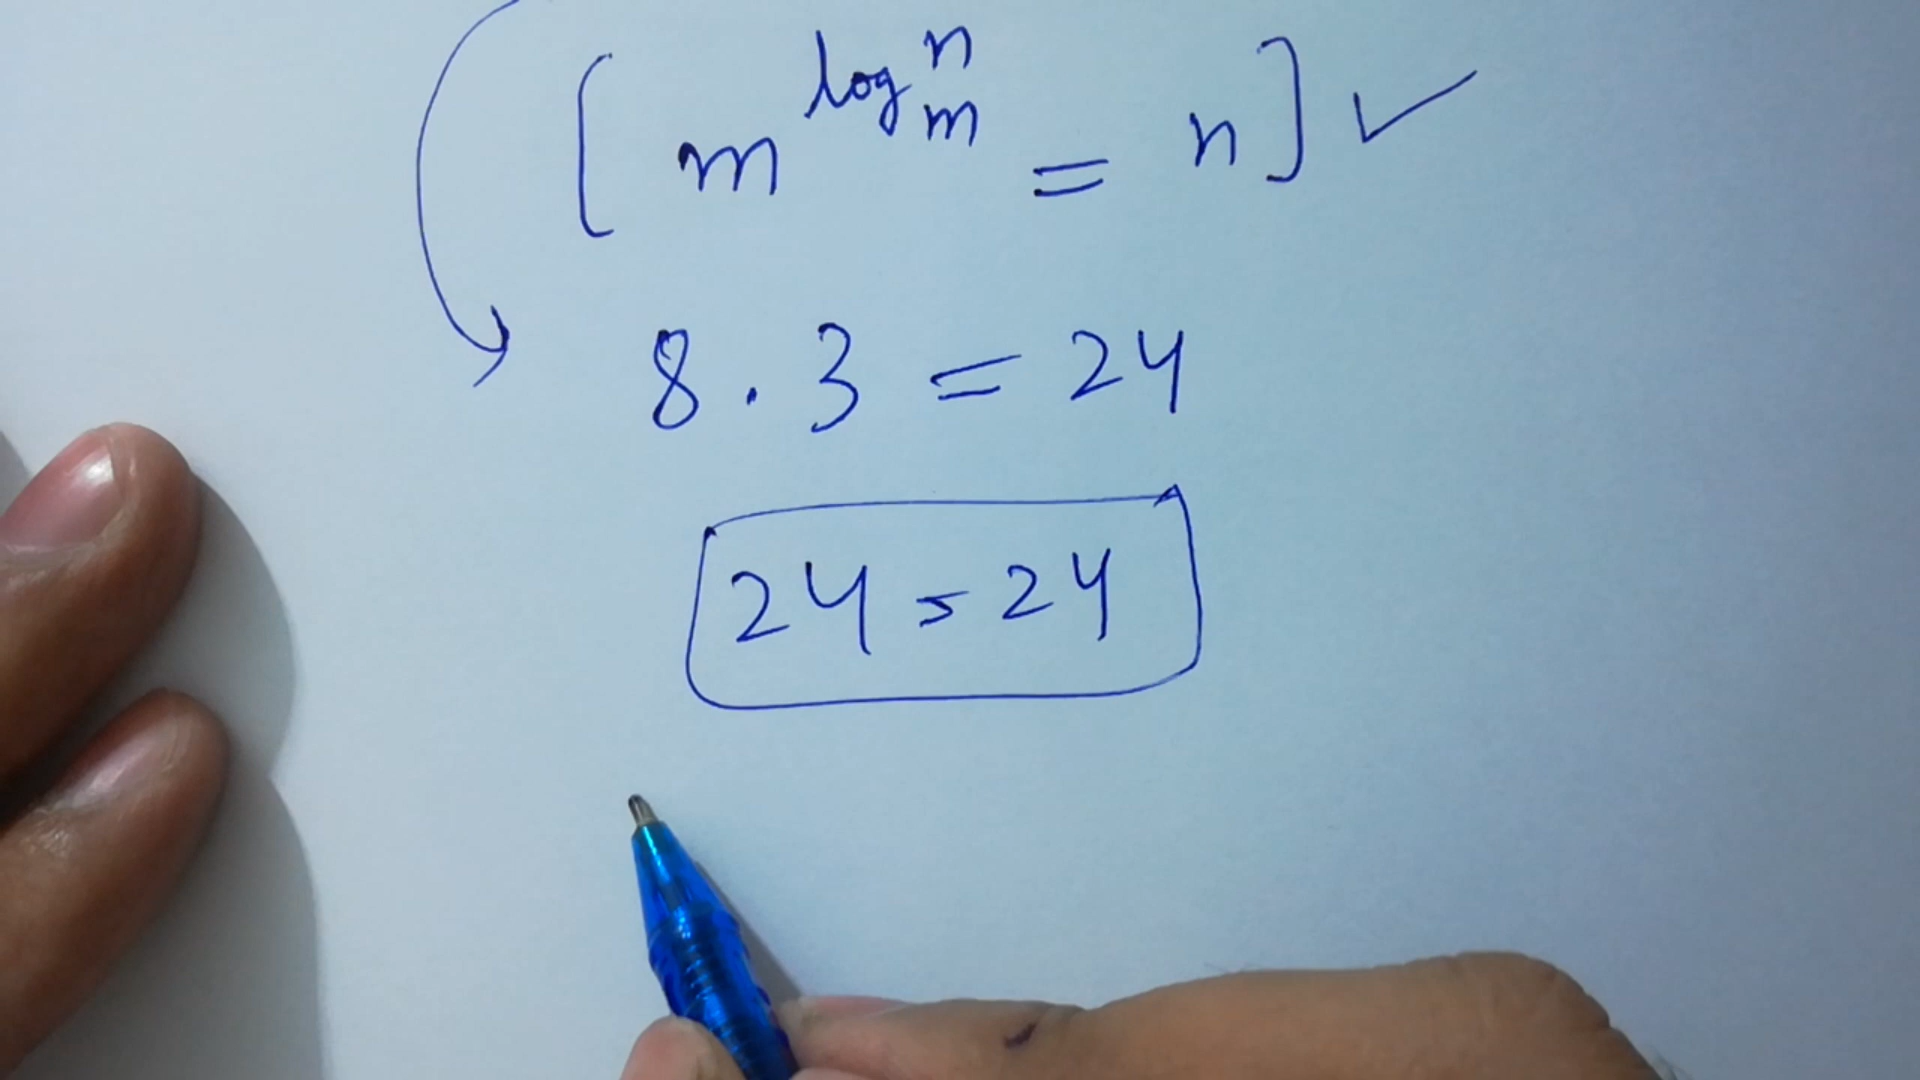 [ m^{log_m^n} = n ] ✓
8 . 3 = 24
24 = 24